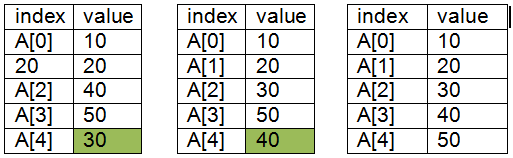 index value
A[0] 10
20 20
A[2] 40
A[3] 50
A[4] 30
index value
A[0] 10
A[1] 20
A[2] 30
A[3] 50
A[4] 40
index value
A[0] 10
A[1] 20
A[2] 30
A[3] 40
A[4] 50